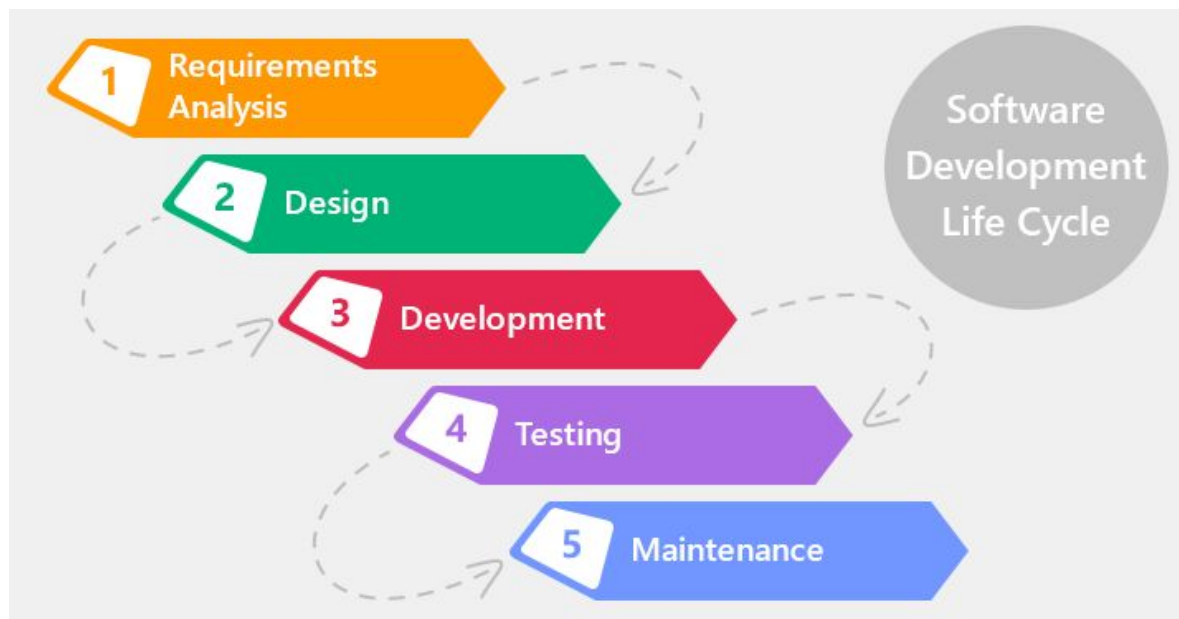 1
Requirements
Analysis
2
Design
3
Development
4
Testing
5
Maintenance
Software
Development
Life Cycle